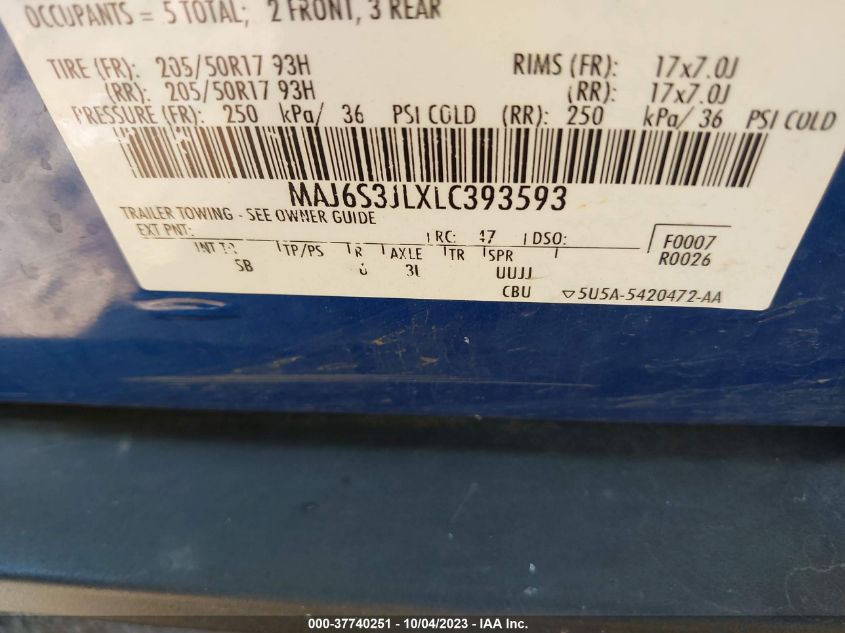 OCCUPANTS = 5 TOTAL; 2 FRONT, 3 REAR
TIRE (FR): 205/50R17 93H RIMS (FR): 17x7.0J
(RR): 205/50R17 93H (RR): 17x7.0J
PRESSURE (FR): 250 kPa/ 36 PSI COLD (RR): 250 kPa/ 36 PSI COLD
MAJ6S3JLXLC393593
TRAILER TOWING - SEE OWNER GUIDE
EXT PNT: RC: 47 DSO: F0007
INT TP/PS R AXLE TR SPR R0026
SB UUJJ
CBU 5U5A-5420472-AA
000-37740251 - 10/04/2023 - IAA Inc.